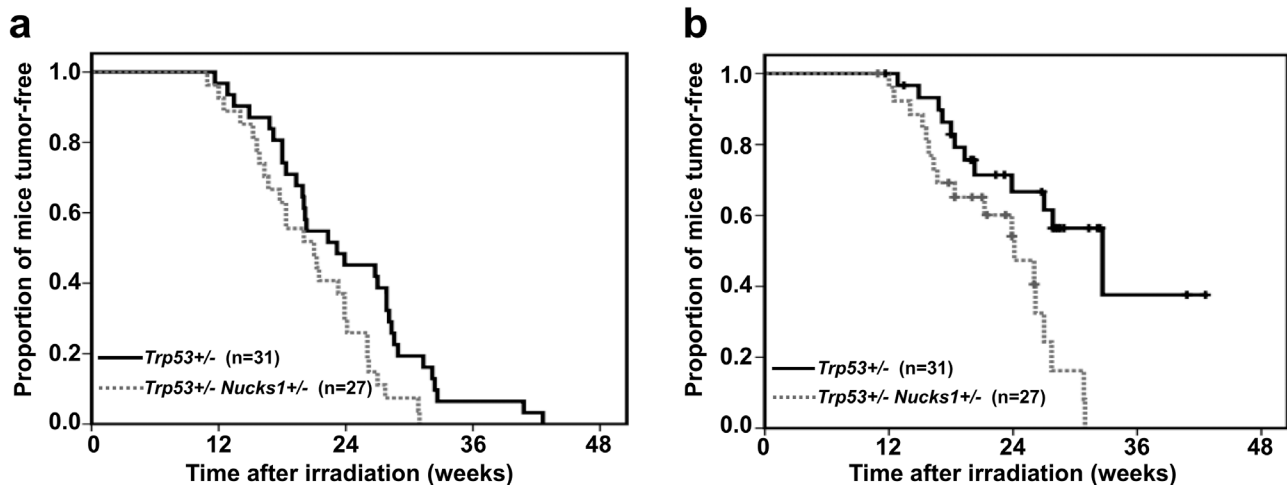 a
Proportion of mice tumor-free
1.0
0.8
0.6
0.4
0.2
0.0
Trp53+/- (n=31)
Trp53+/- Nucks1+/- (n=27)
0 12 24 36 48
Time after irradiation (weeks)
b
Proportion of mice tumor-free
1.0
0.8
0.6
0.4
0.2
0.0
Trp53+/- (n=31)
Trp53+/- Nucks1+/- (n=27)
0 12 24 36 48
Time after irradiation (weeks)